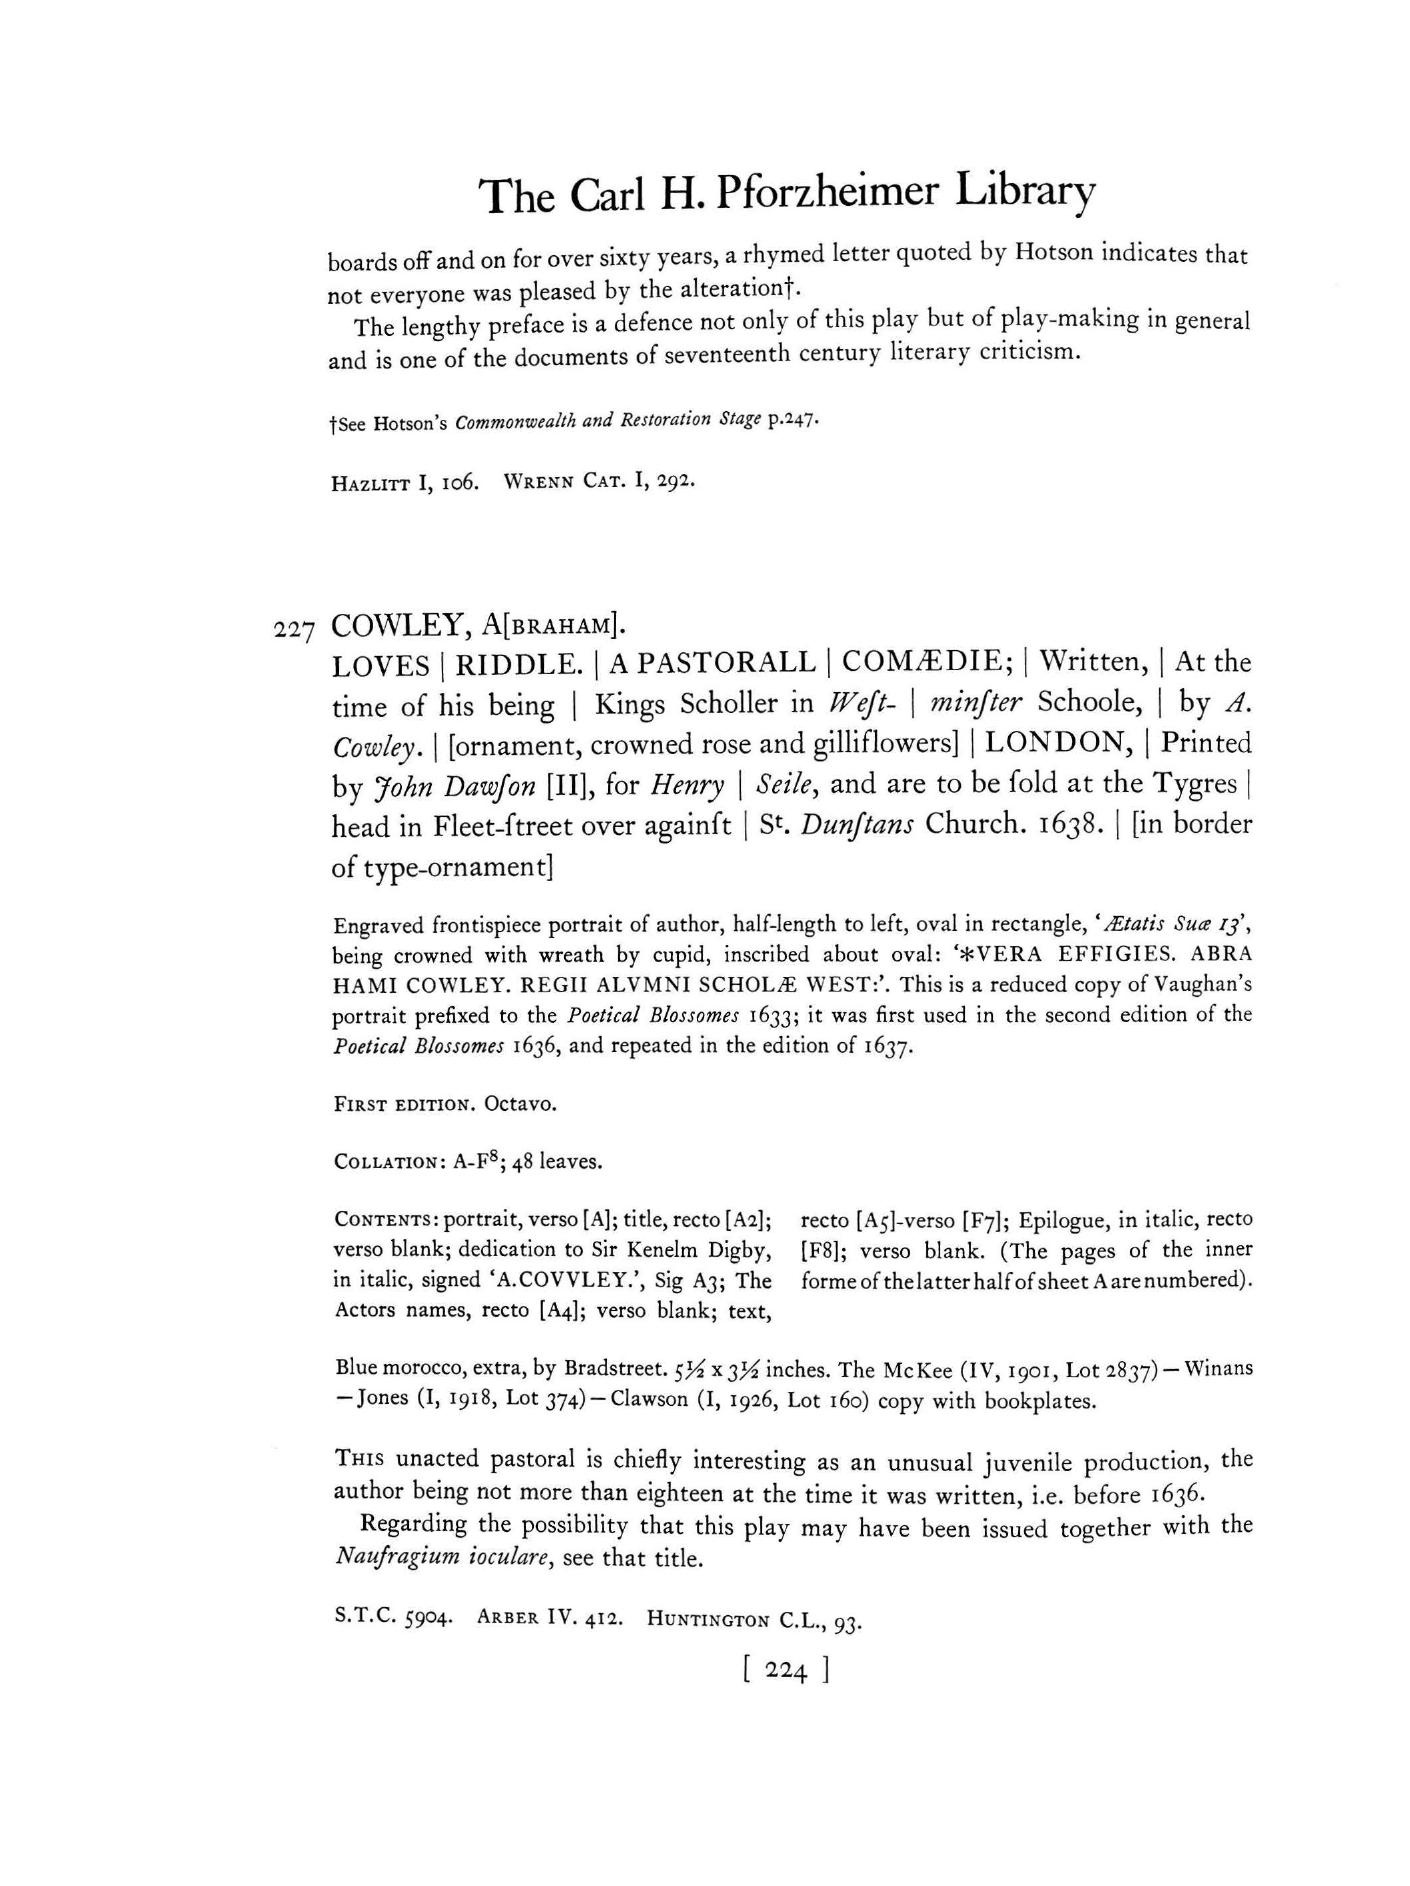 The Carl H. Pforzheimer Library
boards off and on for over sixty years, a rhymed letter quoted by Hotson indicates that
not everyone was pleased by the alteration†.
The lengthy preface is a defence not only of this play but of play-making in general
and is one of the documents of seventeenth century literary criticism.
†See Hotson's Commonwealth and Restoration Stage p.247.
HAZLITT I, 106. WRENN CAT. I, 292.
227 COWLEY, A[BRAHAM].
LOVES | RIDDLE. | A PASTORALL | COMÆDIE; | Written, | At the
time of his being | Kings Scholler in Weſt- | minſter Schoole, | by A.
Cowley. | [ornament, crowned rose and gilliflowers] | LONDON, | Printed
by John Dawſon [II], for Henry | Seile, and are to be ſold at the Tygres |
head in Fleet-ſtreet over againſt | St. Dunſtans Church. 1638. | [in border
of type-ornament]
Engraved frontispiece portrait of author, half-length to left, oval in rectangle, 'Ætatis Suæ 13',
being crowned with wreath by cupid, inscribed about oval: '*VERA EFFIGIES. ABRA
HAMI COWLEY. REGII ALVMNI SCHOLÆ WEST:'. This is a reduced copy of Vaughan's
portrait prefixed to the Poetical Blossomes 1633; it was first used in the second edition of the
Poetical Blossomes 1636, and repeated in the edition of 1637.
FIRST EDITION. Octavo.
COLLATION: A-F⁸; 48 leaves.
CONTENTS: portrait, verso [A]; title, recto [A2];
verso blank; dedication to Sir Kenelm Digby,
in italic, signed 'A.COVVLEY.', Sig A3; The
Actors names, recto [A4]; verso blank; text,
recto [A5]-verso [F7]; Epilogue, in italic, recto
[F8]; verso blank. (The pages of the inner
forme of the latter half of sheet A are numbered).
Blue morocco, extra, by Bradstreet. 5½ x 3½ inches. The McKee (IV, 1901, Lot 2837)—Winans
—Jones (I, 1918, Lot 374)—Clawson (I, 1926, Lot 160) copy with bookplates.
THIS unacted pastoral is chiefly interesting as an unusual juvenile production, the
author being not more than eighteen at the time it was written, i.e. before 1636.
Regarding the possibility that this play may have been issued together with the
Naufragium ioculare, see that title.
S.T.C. 5904. ARBER IV. 412. HUNTINGTON C.L., 93.
[ 224 ]